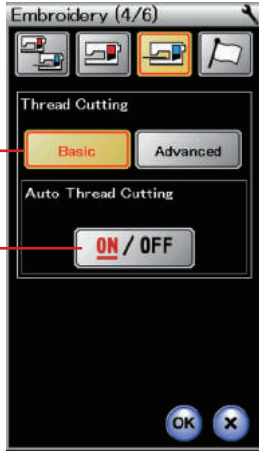 Embroidery (4/6)
Thread Cutting
Basic Advanced
Auto Thread Cutting
ON / OFF
OK X